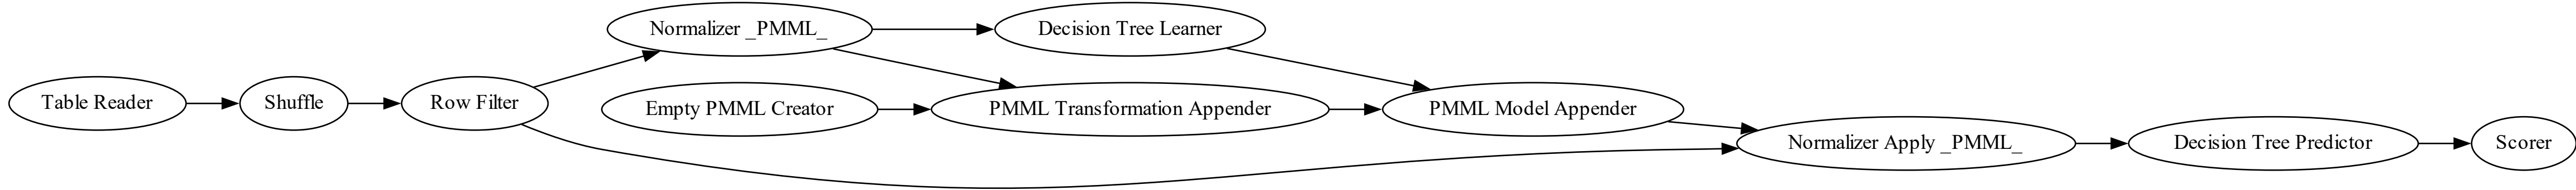 Table Reader
Shuffle
Row Filter
Normalizer _PMML_
Empty PMML Creator
Decision Tree Learner
PMML Transformation Appender
PMML Model Appender
Normalizer Apply _PMML_
Decision Tree Predictor
Scorer